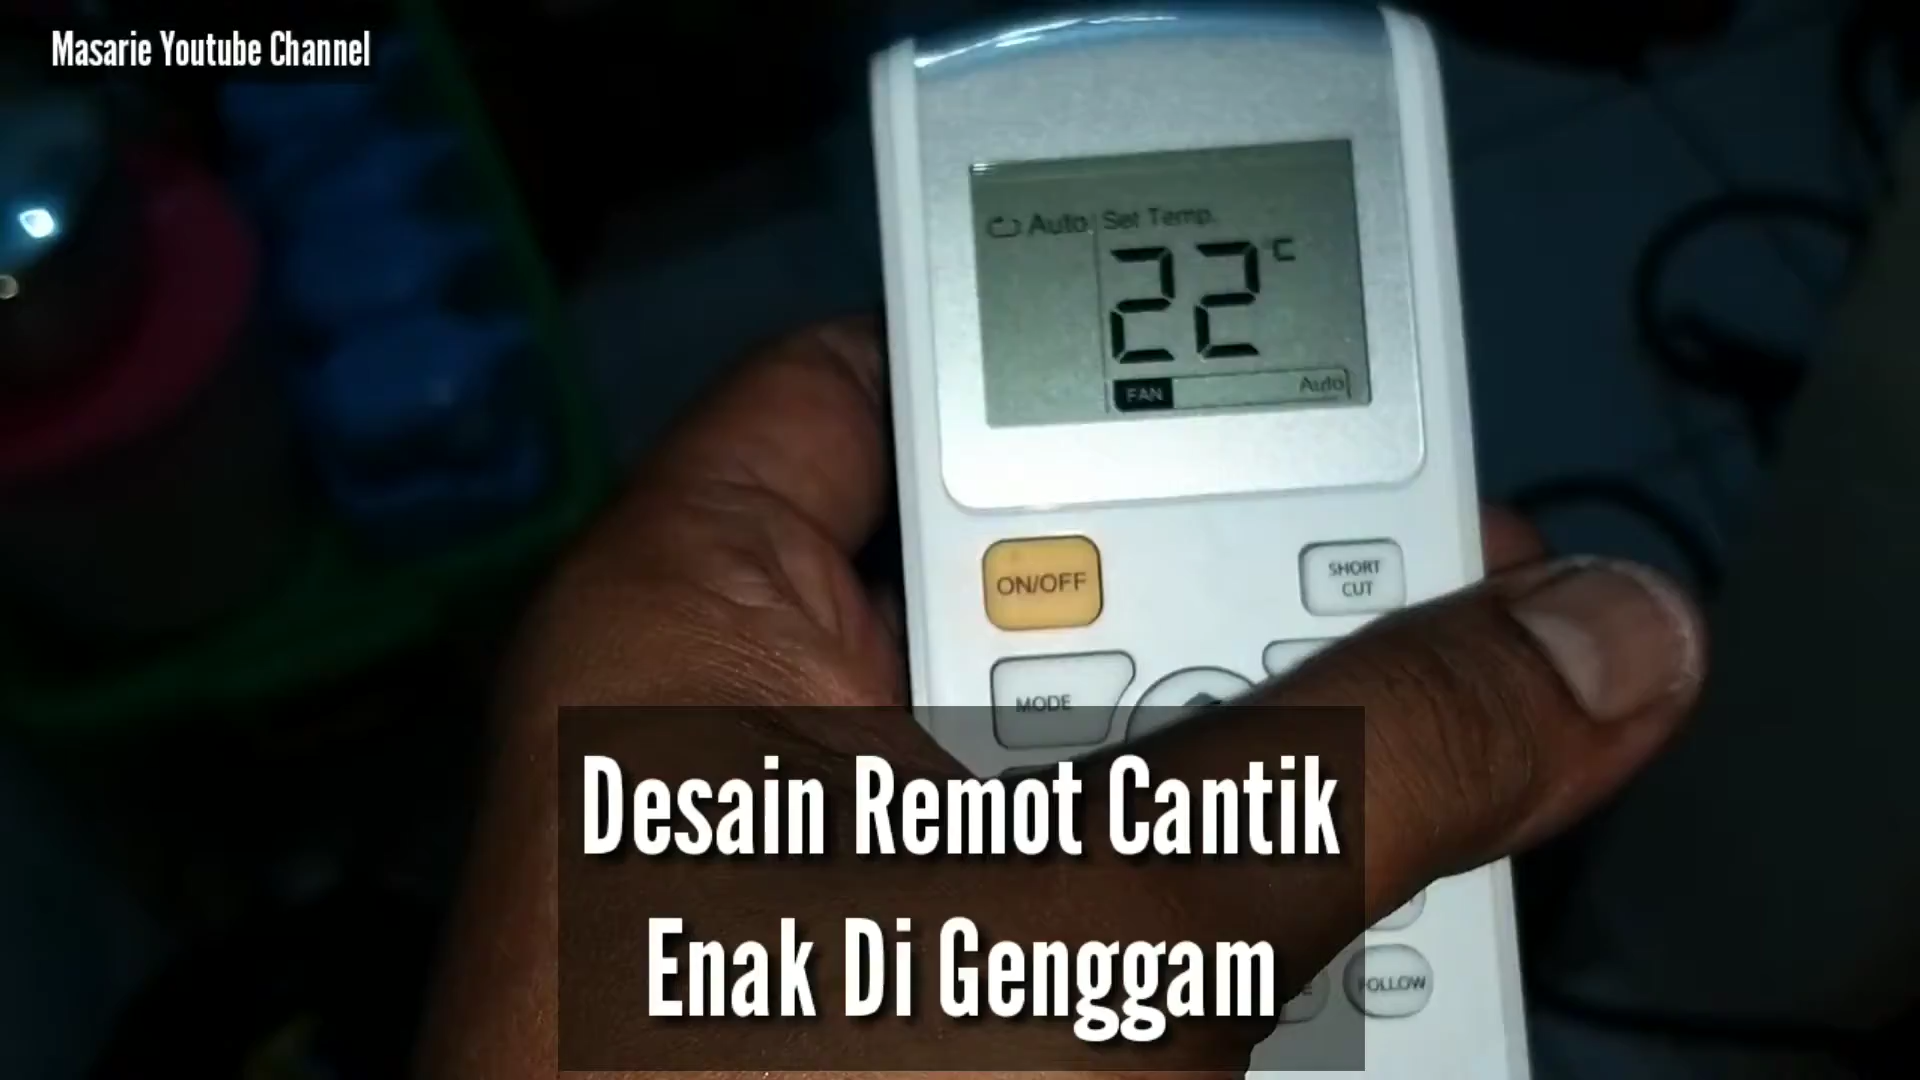 Masarie Youtube Channel
Auto Set Temp.
22°C
FAN Auto
ON/OFF
SHORT
CUT
MODE
Desain Remot Cantik
Enak Di Genggam
FOLLOW